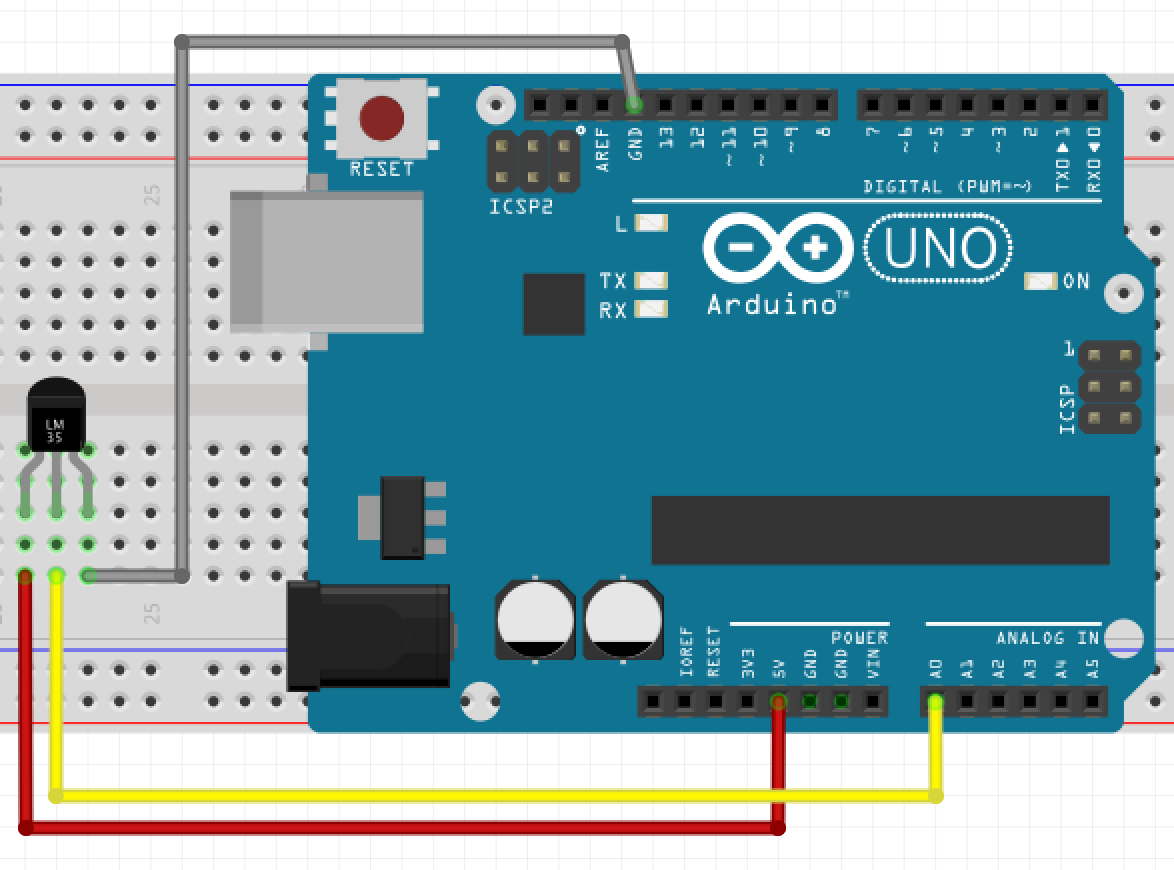 RESET
ICSP2
AREF
GND
13
12
~11
~10
~9
8
7
~6
~5
4
~3
2
TX0▶1
RX0◀0
DIGITAL (PWM=~)
L
TX
RX
UNO
Arduino™
ON
1
ICSP
25
LM
35
25
IOREF
RESET
3V3
5V
GND
GND
VIN
POWER
ANALOG IN
A0
A1
A2
A3
A4
A5